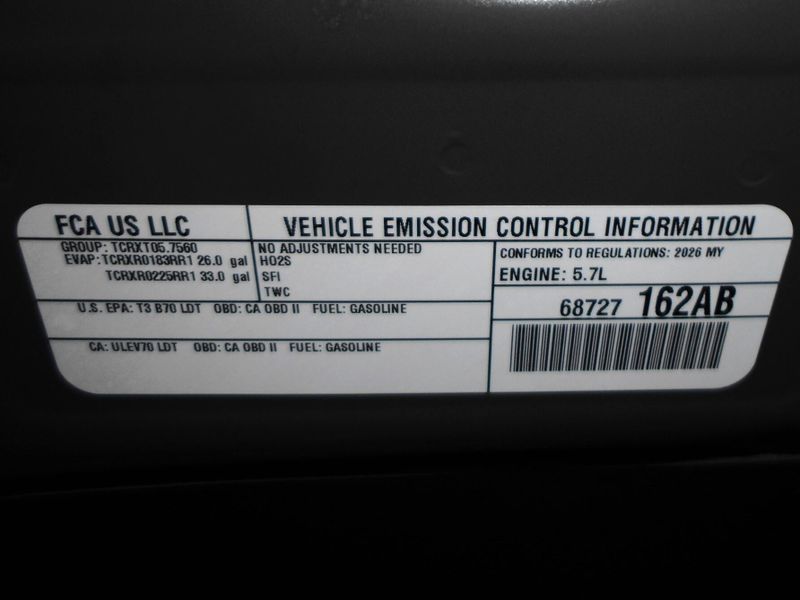 FCA US LLC
VEHICLE EMISSION CONTROL INFORMATION
GROUP: TCRXT05.7560
EVAP: TCRXR0183RR1 26.0 gal
TCRXR0225RR1 33.0 gal
NO ADJUSTMENTS NEEDED
HO2S
SFI
TWC
CONFORMS TO REGULATIONS: 2026 MY
ENGINE: 5.7L
U.S. EPA: T3 B70 LDT OBD: CA OBD II FUEL: GASOLINE
68727 162AB
CA: ULEV70 LDT OBD: CA OBD II FUEL: GASOLINE